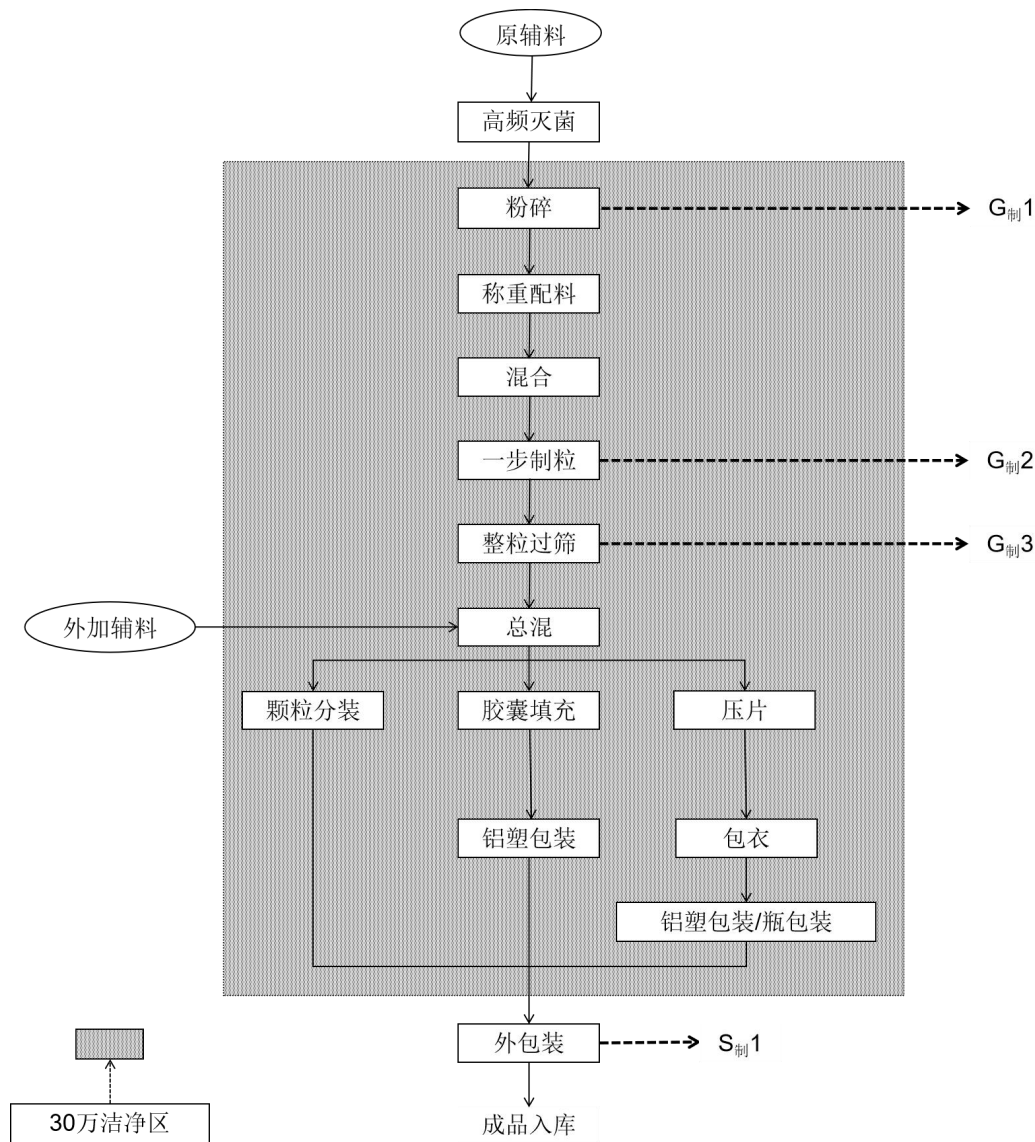 原辅料
高频灭菌
粉碎
G制1
称重配料
混合
一步制粒
G制2
整粒过筛
G制3
外加辅料
总混
颗粒分装
胶囊填充
压片
铝塑包装
包衣
铝塑包装/瓶包装
外包装
S制1
30万洁净区
成品入库